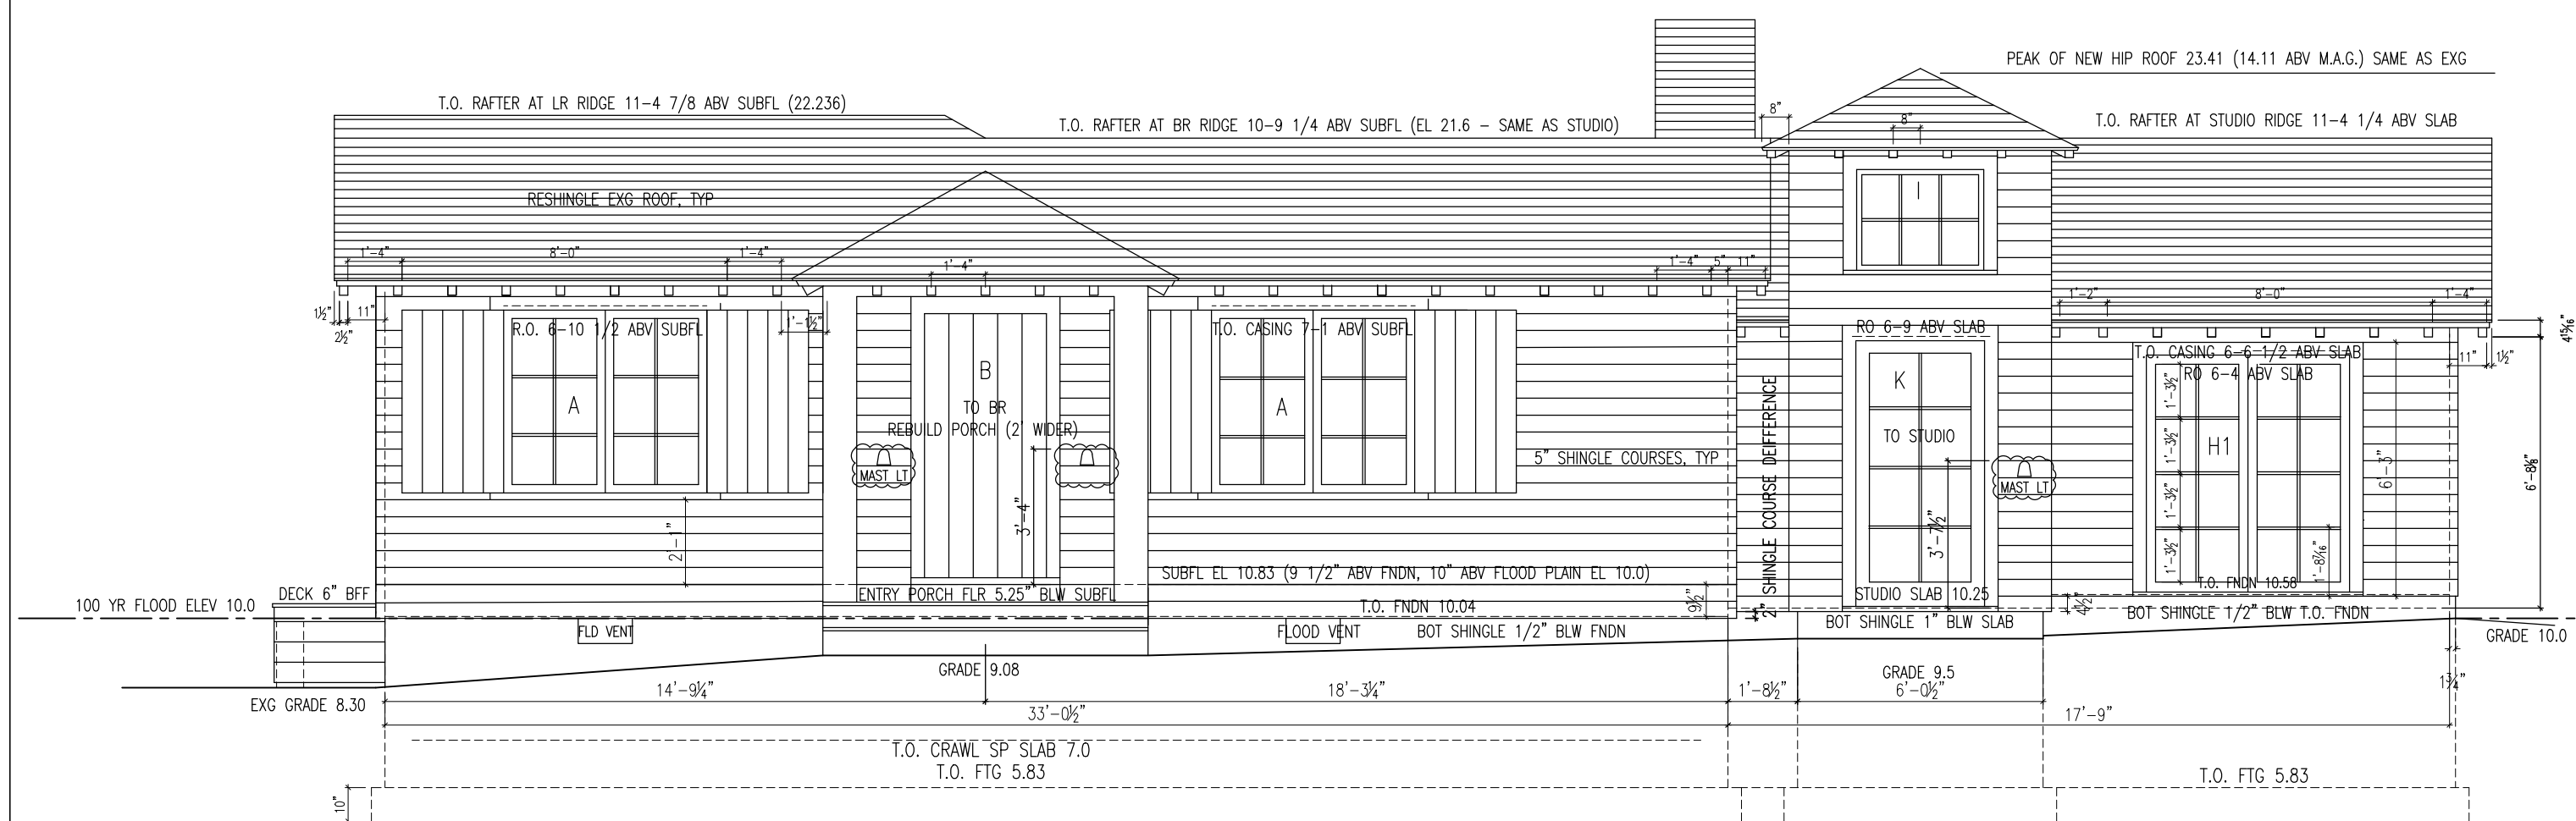 PEAK OF NEW HIP ROOF 23.41 (14.11 ABV M.A.G.) SAME AS EXG
T.O. RAFTER AT LR RIDGE 11-4 7/8 ABV SUBFL (22.236)
8"
8"
T.O. RAFTER AT BR RIDGE 10-9 1/4 ABV SUBFL (EL 21.6 - SAME AS STUDIO)
T.O. RAFTER AT STUDIO RIDGE 11-4 1/4 ABV SLAB
I
RESHINGLE EXG ROOF, TYP
1'-4"
8'-0"
1'-4"
1'-4"
1'-4"
5"
11"
1'-2"
8'-0"
1'-4"
1½"
11"
2½"
R.O. 6-10 1/2 ABV SUBFL
1'-1½"
T.O. CASING 7-1 ABV SUBFL
RO 6-9 ABV SLAB
4 15/16"
T.O. CASING 6-6 1/2 ABV SLAB
11"
1½"
RO 6-4 ABV SLAB
B
K
A
TO BR
A
REBUILD PORCH (2' WIDER)
TO STUDIO
H1
1'-3½"
1'-3½"
1'-3½"
1'-3½"
6'-3"
6'-8⅛"
5" SHINGLE COURSES, TYP
2" SHINGLE COURSE DEIFFERENCE
MAST LT
MAST LT
3'-4"
3'-7½"
2'-1"
1'-8 7/16"
SUBFL EL 10.83 (9 1/2" ABV FNDN, 10" ABV FLOOD PLAIN EL 10.0)
T.O. FNDN 10.58
DECK 6" BFF
ENTRY PORCH FLR 5.25" BLW SUBFL
STUDIO SLAB 10.25
100 YR FLOOD ELEV 10.0
T.O. FNDN 10.04
9½"
4½"
BOT SHINGLE 1/2" BLW T.O. FNDN
BOT SHINGLE 1" BLW SLAB
FLD VENT
FLOOD VENT
BOT SHINGLE 1/2" BLW FNDN
GRADE 10.0
GRADE 9.08
GRADE 9.5
14'-9¼"
18'-3¼"
1'-8½"
6'-0½"
1¾"
EXG GRADE 8.30
33'-0½"
17'-9"
T.O. CRAWL SP SLAB 7.0
T.O. FTG 5.83
T.O. FTG 5.83
10"